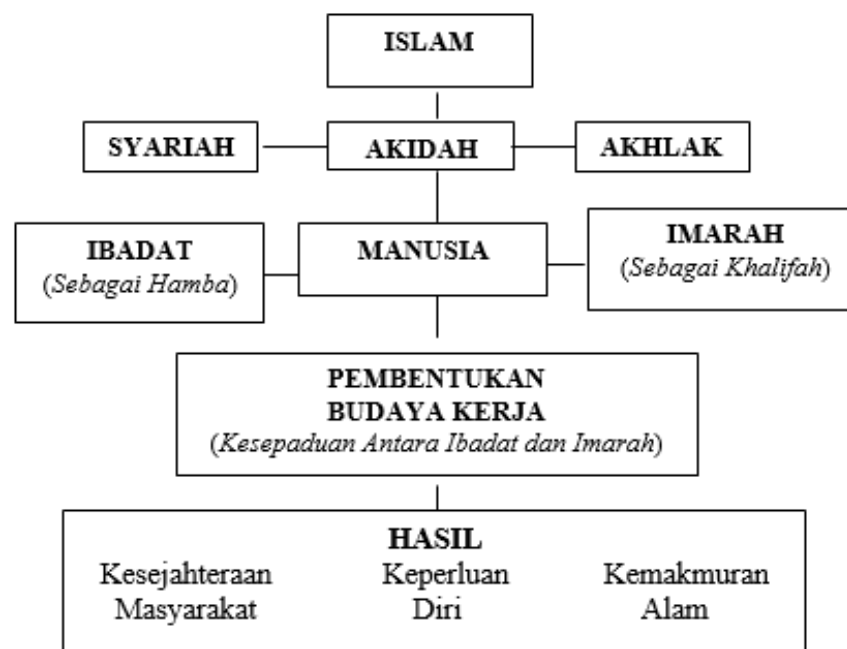 ISLAM
SYARIAH
AKIDAH
AKHLAK
IBADAT
(Sebagai Hamba)
MANUSIA
IMARAH
(Sebagai Khalifah)
PEMBENTUKAN
BUDAYA KERJA
(Kesepaduan Antara Ibadat dan Imarah)
HASIL
Kesejahteraan Keperluan Kemakmuran
Masyarakat Diri Alam